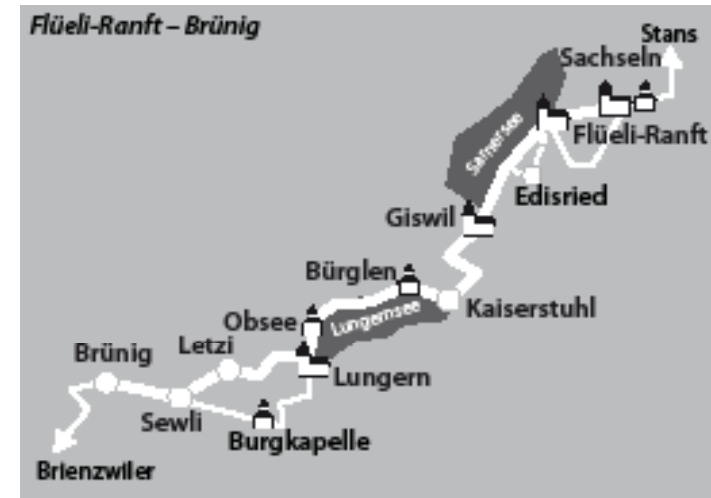 Flüeli-Ranft – Brünig
Stans
Sachseln
Sarnersee
Flüeli-Ranft
Edisried
Giswil
Bürglen
Kaiserstuhl
Obsee
Lungernsee
Letzi
Brünig
Lungern
Sewli
Burgkapelle
Brienzwiler